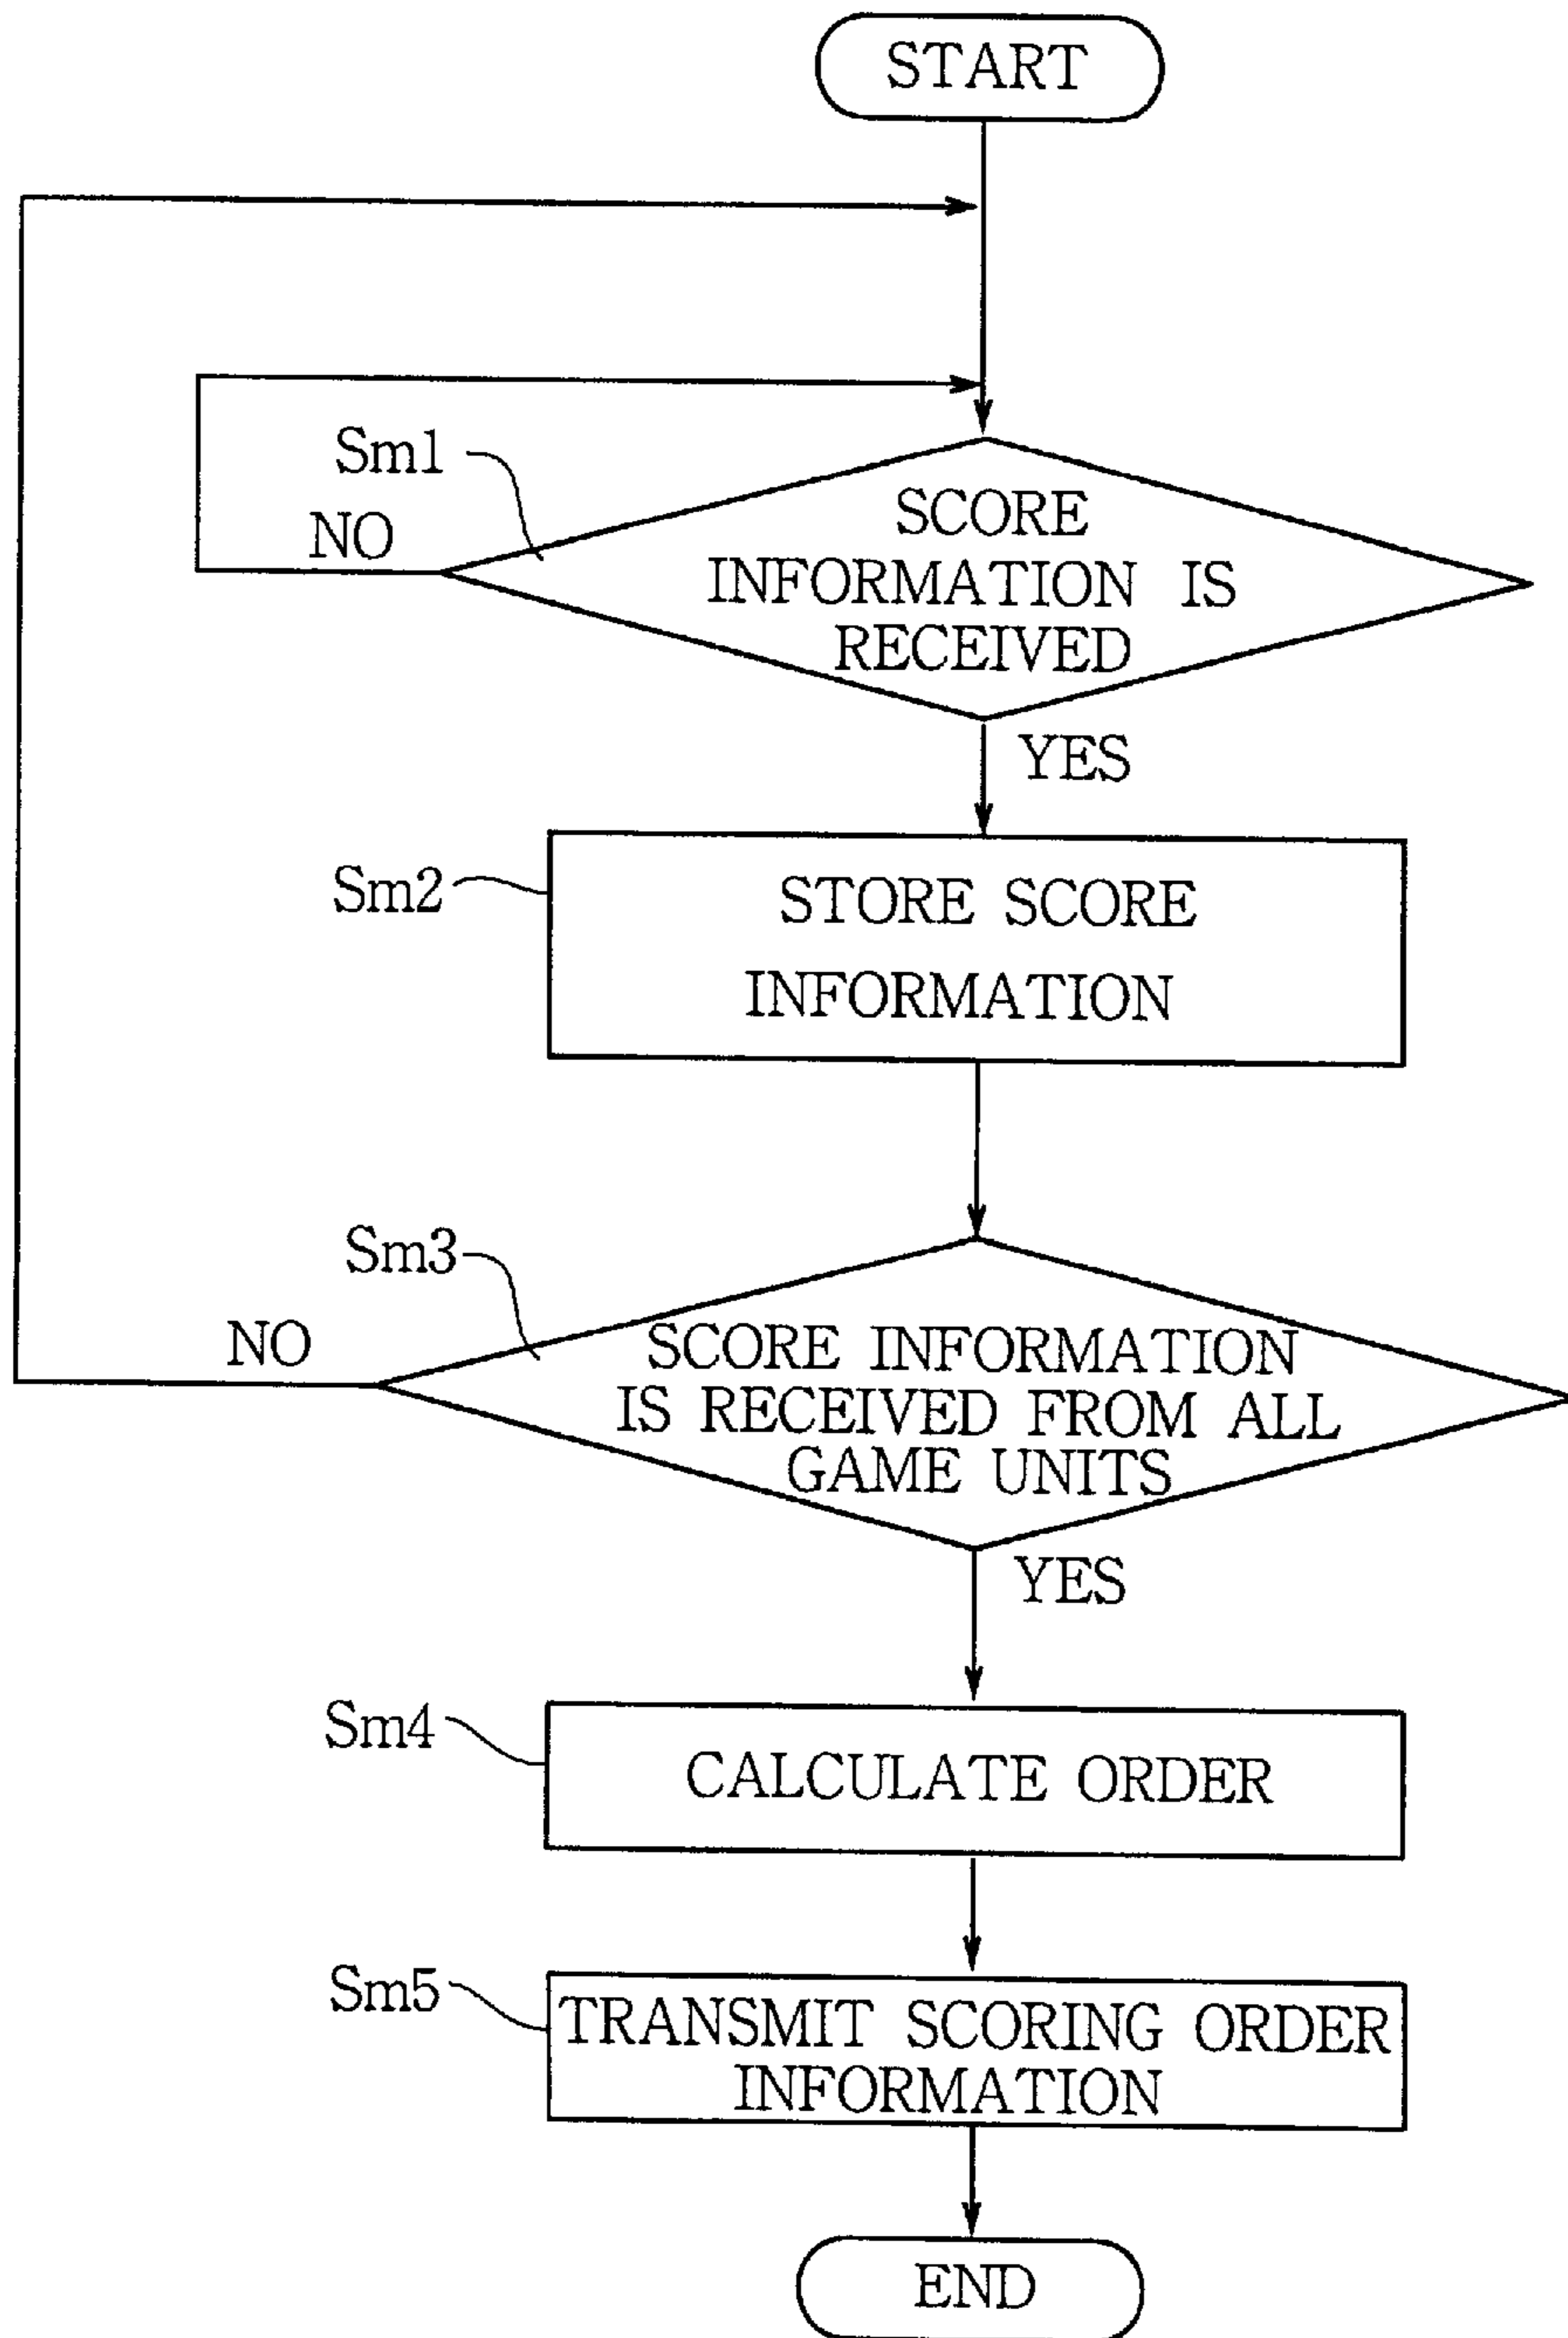 START
Sm1
NO
SCORE
INFORMATION IS
RECEIVED
YES
Sm2
STORE SCORE
INFORMATION
Sm3
NO
SCORE INFORMATION
IS RECEIVED FROM ALL
GAME UNITS
YES
Sm4
CALCULATE ORDER
Sm5
TRANSMIT SCORING ORDER
INFORMATION
END